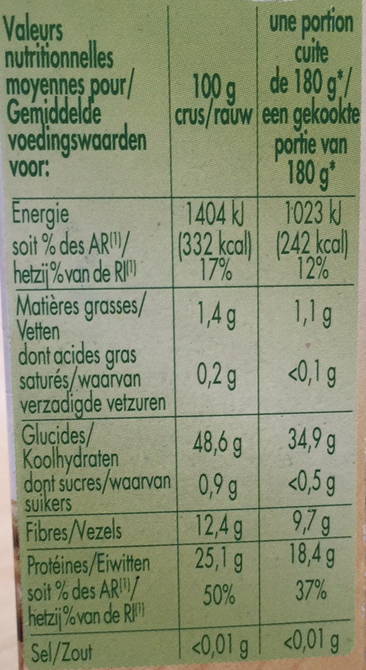 Valeurs
nutritionnelles
moyennes pour/
Gemiddelde
voedingswaarden
voor:
100 g
crus/rauw
une portion
cuite
de 180 g*/
een gekookte
portie van
180 g*
Energie 1404 kJ 1023 kJ
soit % des AR(1)/ (332 kcal) (242 kcal)
hetzij % van de RI(1) 17% 12%
Matières grasses/
Vetten 1,4 g 1,1 g
dont acides gras
saturés/waarvan 0,2 g <0,1 g
verzadigde vetzuren
Glucides/
Koolhydraten 48,6 g 34,9 g
dont sucres/waarvan 0,9 g <0,5 g
suikers
Fibres/Vezels 12,4 g 9,7 g
Protéines/Eiwitten 25,1 g 18,4 g
soit % des AR(1)/ 50% 37%
hetzij % van de RI(1)
Sel/Zout <0,01 g <0,01 g